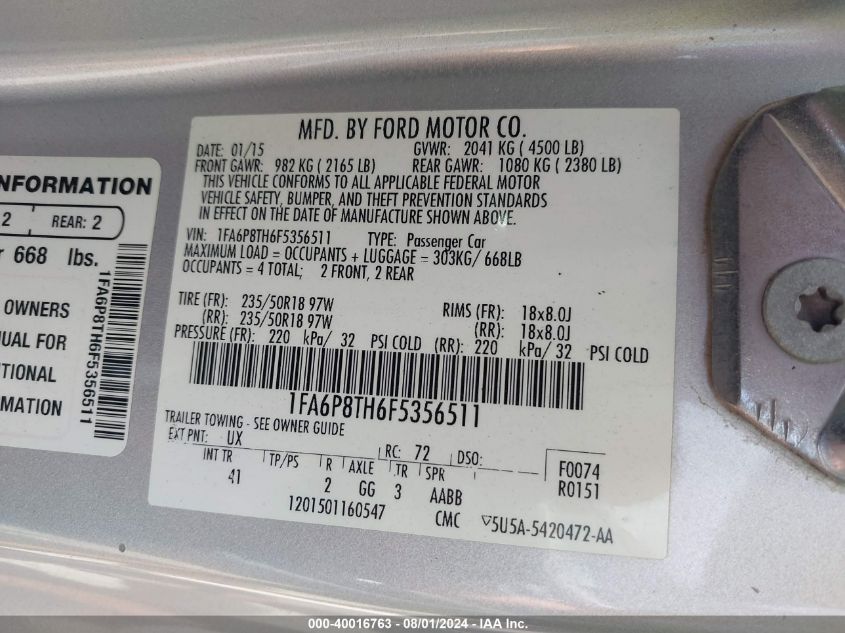 MFD. BY FORD MOTOR CO.
DATE: 01/15 GVWR: 2041 KG ( 4500 LB)
FRONT GAWR: 982 KG ( 2165 LB) REAR GAWR: 1080 KG ( 2380 LB)
THIS VEHICLE CONFORMS TO ALL APPLICABLE FEDERAL MOTOR
VEHICLE SAFETY, BUMPER, AND THEFT PREVENTION STANDARDS
IN EFFECT ON THE DATE OF MANUFACTURE SHOWN ABOVE.
VIN: 1FA6P8TH6F5356511 TYPE: Passenger Car
MAXIMUM LOAD = OCCUPANTS + LUGGAGE = 303KG/ 668LB
OCCUPANTS = 4 TOTAL; 2 FRONT, 2 REAR
TIRE (FR): 235/50R18 97W RIMS (FR): 18x8.0J
(RR): 235/50R18 97W (RR): 18x8.0J
PRESSURE (FR): 220 kPa/ 32 PSI COLD (RR): 220 kPa/ 32 PSI COLD
1FA6P8TH6F5356511
TRAILER TOWING - SEE OWNER GUIDE
EXT PNT: UX RC: 72 DSO: F0074
INT TR TP/PS R AXLE TR SPR R0151
41 2 GG 3 AABB
1201501160547 CMC 5U5A-5420472-AA
NFORMATION
2 REAR: 2
r 668 lbs.
OWNERS
UAL FOR
ITIONAL
MATION
1FA6P8TH6F5356511
000-40016763 - 08/01/2024 - IAA Inc.